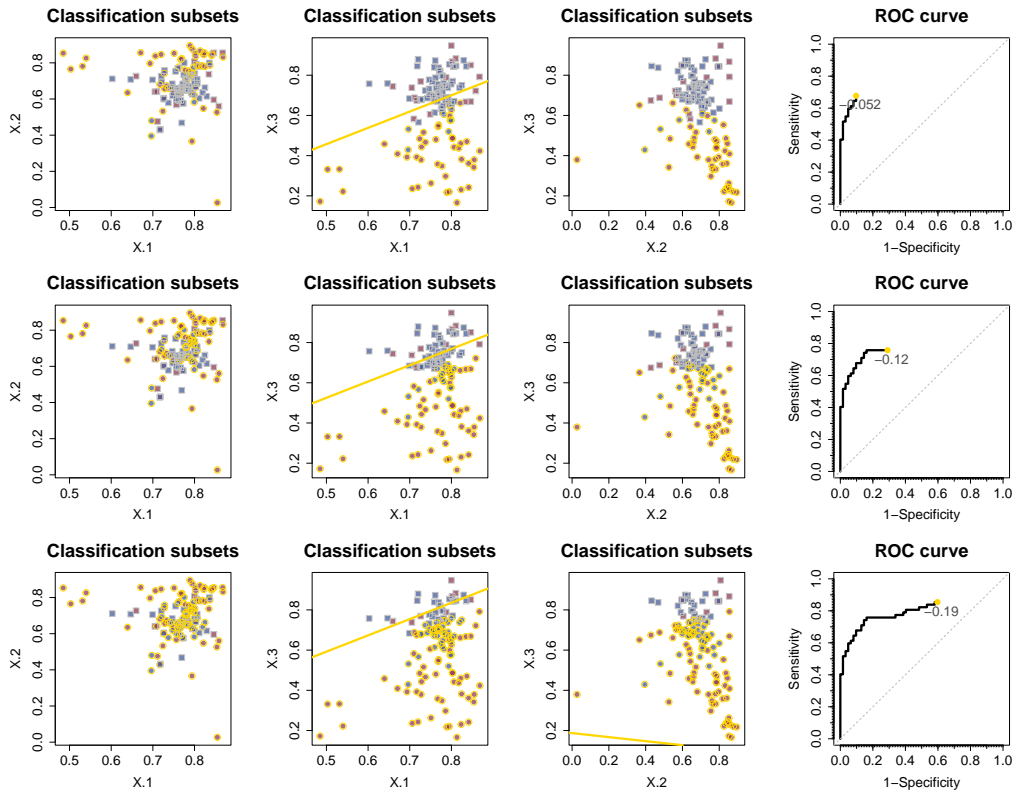 Classification subsets Classification subsets Classification subsets ROC curve
X.2 0.0 0.2 0.4 0.6 0.8
0.5 0.6 0.7 0.8
X.1
X.3 0.2 0.4 0.6 0.8
0.5 0.6 0.7 0.8
X.1
X.3 0.2 0.4 0.6 0.8
0.0 0.2 0.4 0.6 0.8
X.2
Sensitivity 0.0 0.2 0.4 0.6 0.8 1.0
−0.052
0.0 0.2 0.4 0.6 0.8 1.0
1−Specificity
Classification subsets Classification subsets Classification subsets ROC curve
X.2 0.0 0.2 0.4 0.6 0.8
0.5 0.6 0.7 0.8
X.1
X.3 0.2 0.4 0.6 0.8
0.5 0.6 0.7 0.8
X.1
X.3 0.2 0.4 0.6 0.8
0.0 0.2 0.4 0.6 0.8
X.2
Sensitivity 0.0 0.2 0.4 0.6 0.8 1.0
−0.12
0.0 0.2 0.4 0.6 0.8 1.0
1−Specificity
Classification subsets Classification subsets Classification subsets ROC curve
X.2 0.0 0.2 0.4 0.6 0.8
0.5 0.6 0.7 0.8
X.1
X.3 0.2 0.4 0.6 0.8
0.5 0.6 0.7 0.8
X.1
X.3 0.2 0.4 0.6 0.8
0.0 0.2 0.4 0.6 0.8
X.2
Sensitivity 0.0 0.2 0.4 0.6 0.8 1.0
−0.19
0.0 0.2 0.4 0.6 0.8 1.0
1−Specificity